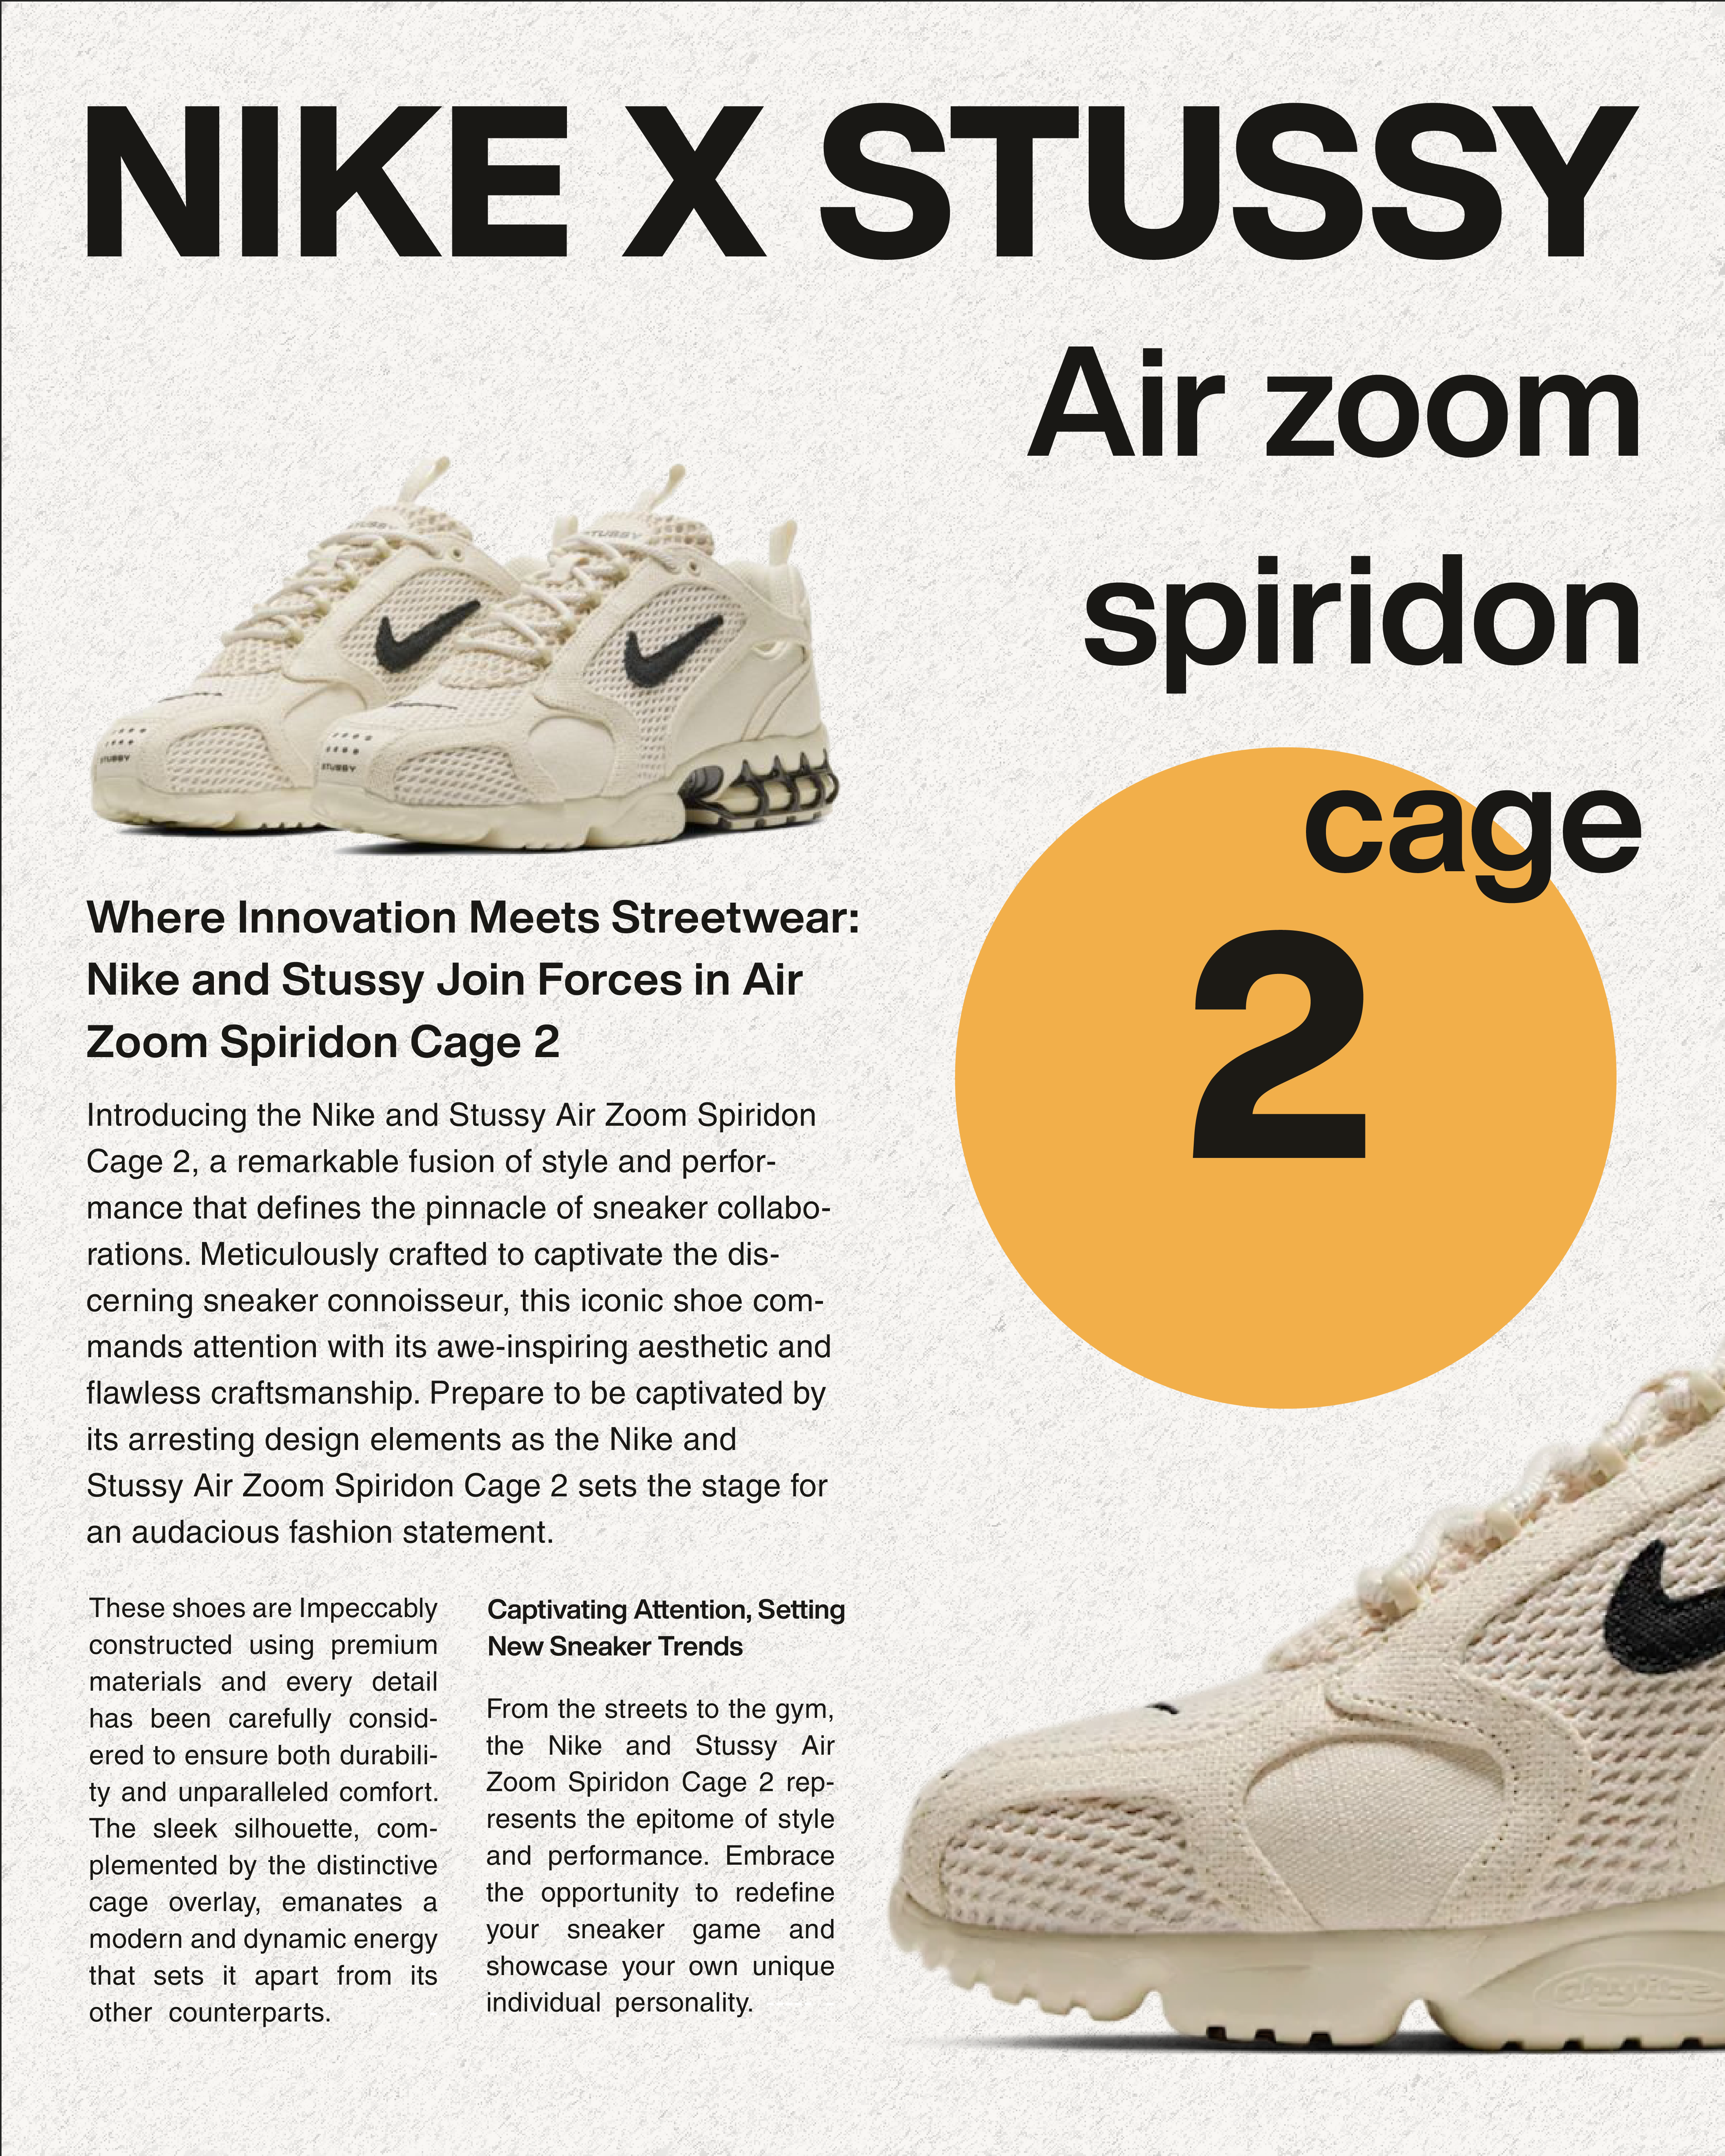 NIKE X STUSSY
Air zoom
spiridon
cage
2
STUSSY
STUSSY
STUSSY
STUSSY
Where Innovation Meets Streetwear:
Nike and Stussy Join Forces in Air
Zoom Spiridon Cage 2
Introducing the Nike and Stussy Air Zoom Spiridon
Cage 2, a remarkable fusion of style and perfor-
mance that defines the pinnacle of sneaker collabo-
rations. Meticulously crafted to captivate the dis-
cerning sneaker connoisseur, this iconic shoe com-
mands attention with its awe-inspiring aesthetic and
flawless craftsmanship. Prepare to be captivated by
its arresting design elements as the Nike and
Stussy Air Zoom Spiridon Cage 2 sets the stage for
an audacious fashion statement.
These shoes are Impeccably
constructed using premium
materials and every detail
has been carefully consid-
ered to ensure both durabili-
ty and unparalleled comfort.
The sleek silhouette, com-
plemented by the distinctive
cage overlay, emanates a
modern and dynamic energy
that sets it apart from its
other counterparts.
Captivating Attention, Setting
New Sneaker Trends
From the streets to the gym,
the Nike and Stussy Air
Zoom Spiridon Cage 2 rep-
resents the epitome of style
and performance. Embrace
the opportunity to redefine
your sneaker game and
showcase your own unique
individual personality.
phylite